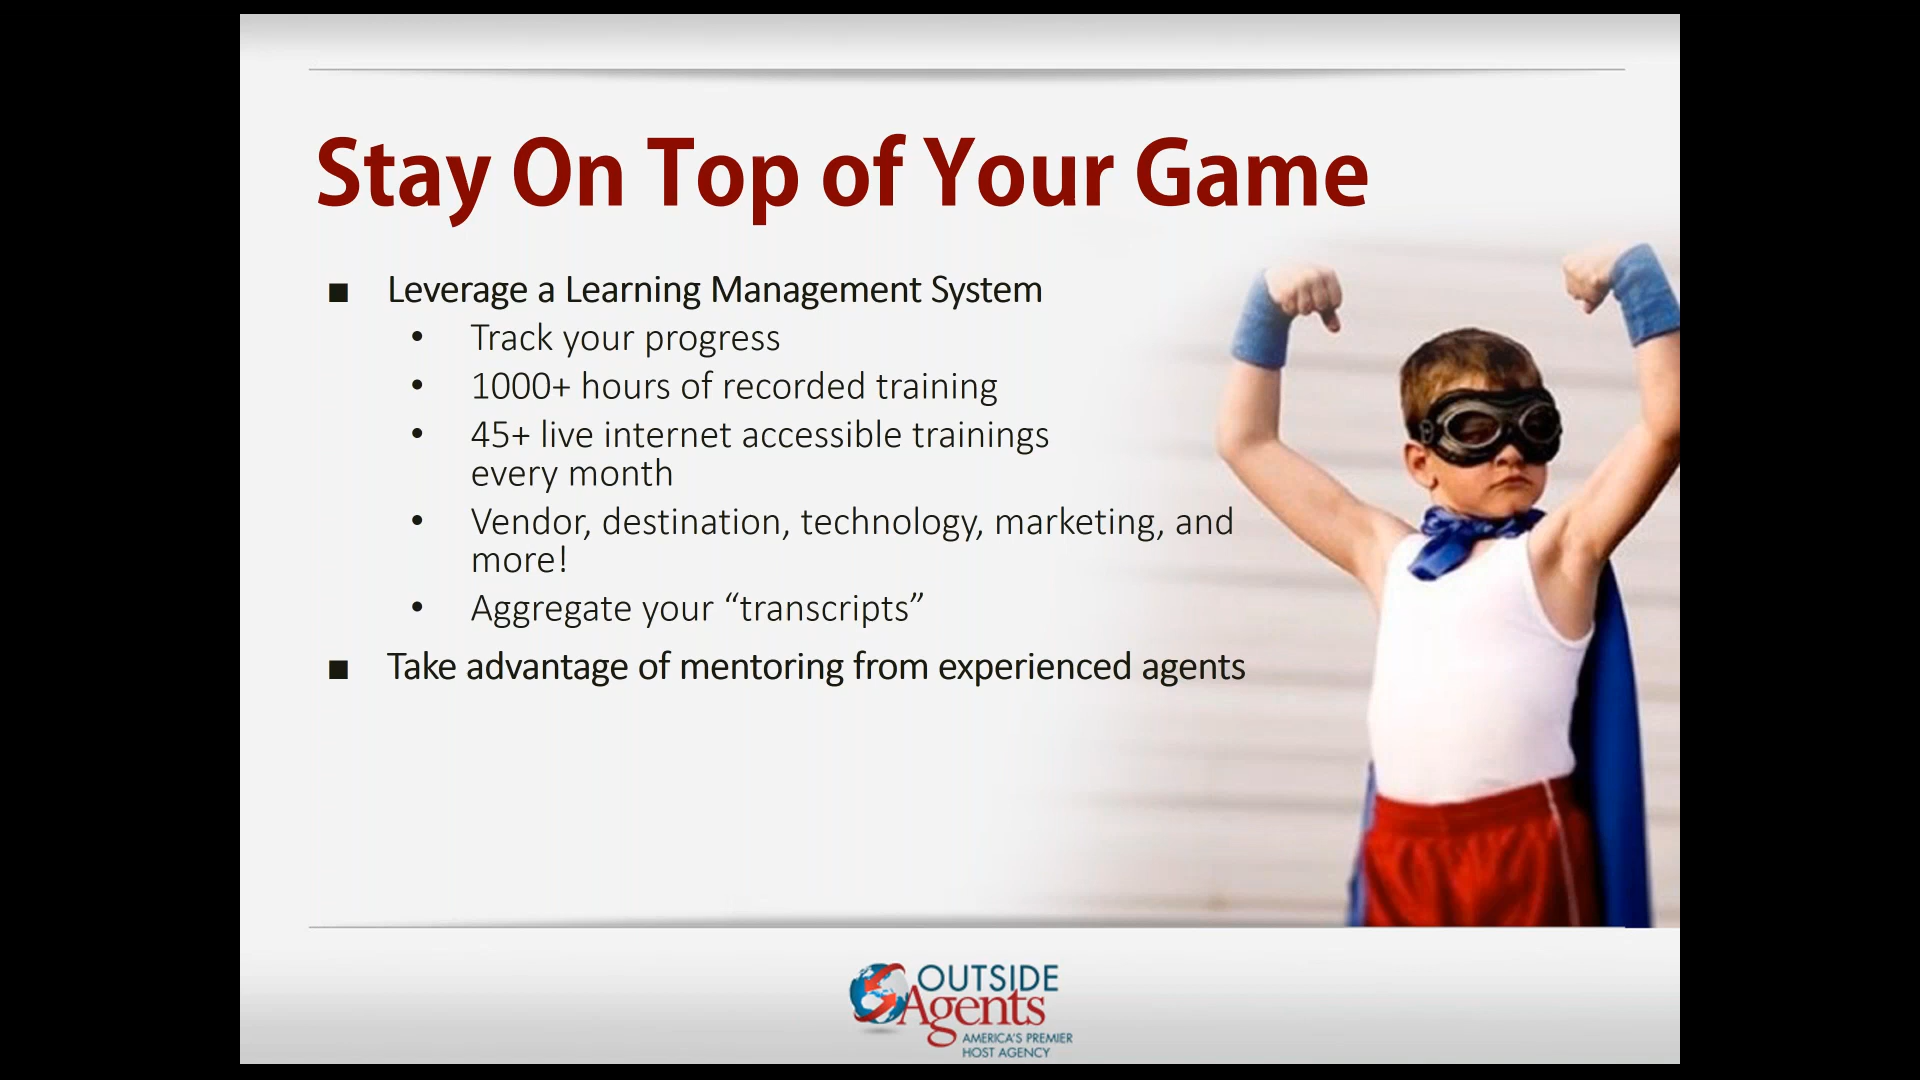 Stay On Top of Your Game
■ Leverage a Learning Management System
• Track your progress
• 1000+ hours of recorded training
• 45+ live internet accessible trainings
every month
• Vendor, destination, technology, marketing, and
more!
• Aggregate your “transcripts”
■ Take advantage of mentoring from experienced agents
OUTSIDE
Agents
AMERICA'S PREMIER
HOST AGENCY